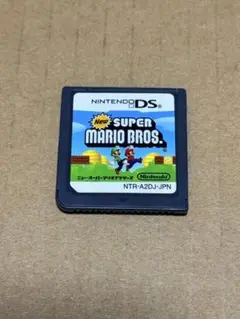 NINTENDO DS
New SUPER
MARIO BROS.
ニュー・スーパーマリオブラザーズ
Nintendo
NTR-A2DJ-JPN